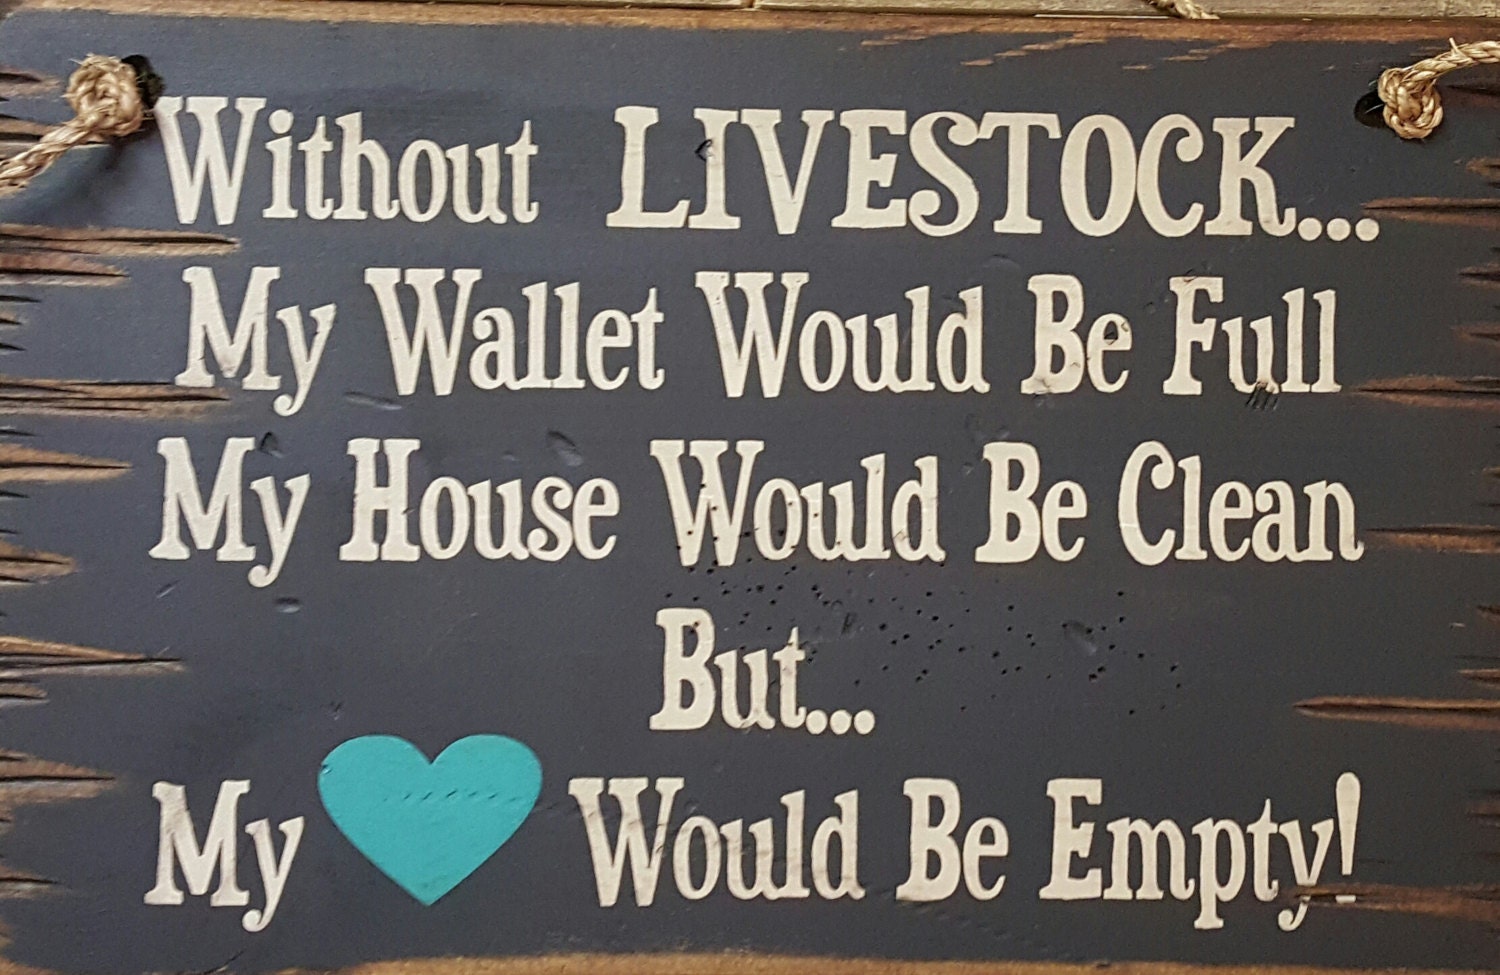 Without LIVESTOCK...
My Wallet Would Be Full
My House Would Be Clean
But...
My Would Be Empty!